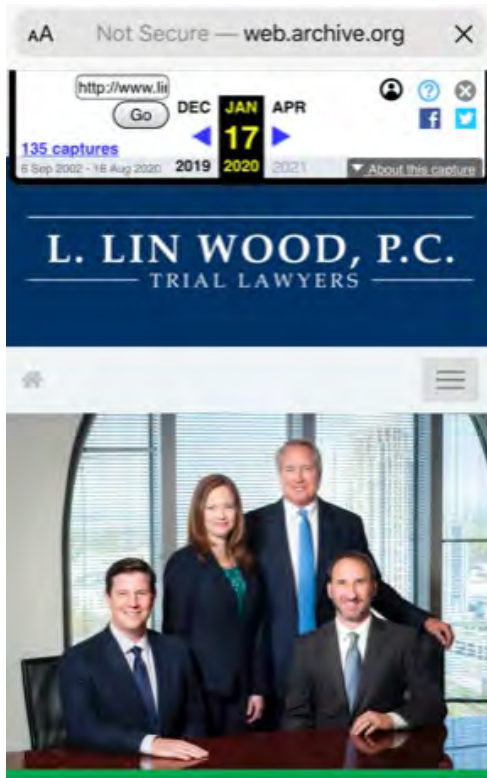 AA Not Secure — web.archive.org
http://www.li
Go
DEC JAN APR
17
135 captures
6 Sep 2002 - 16 Aug 2020
2019 2020 2021
About this capture
L. LIN WOOD, P.C.
TRIAL LAWYERS